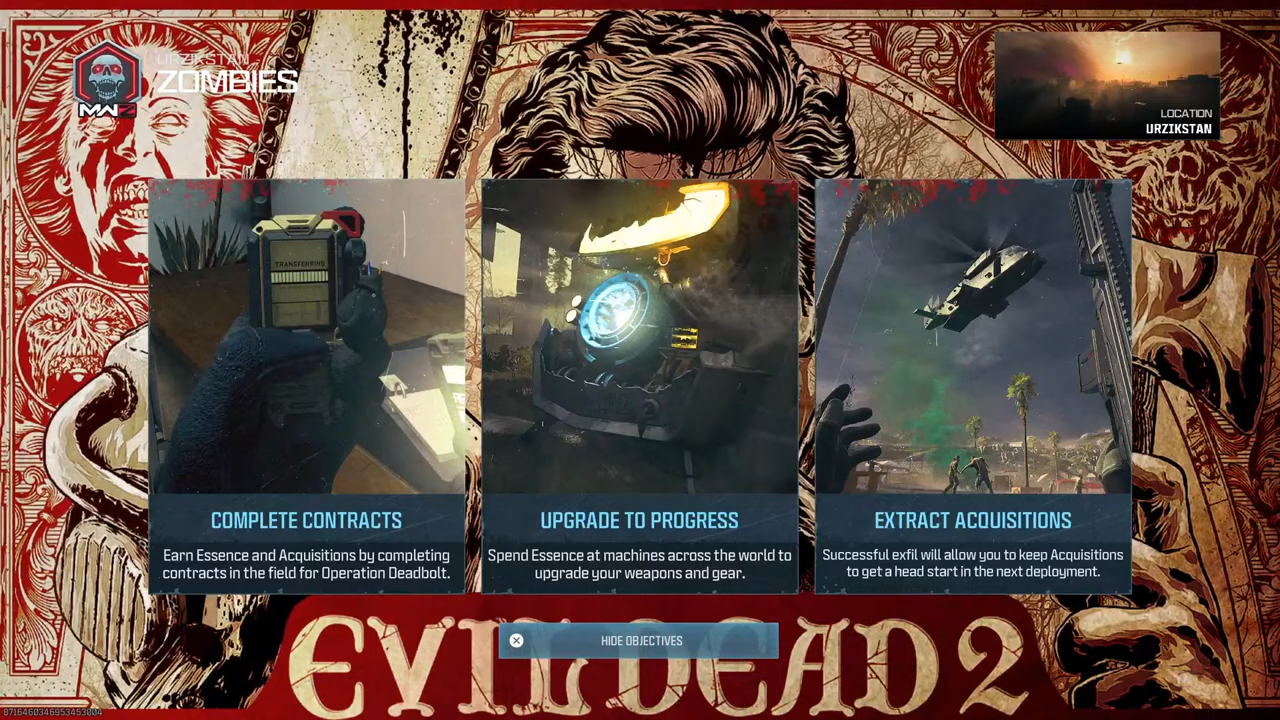 URZIKSTAN
ZOMBIES
MWZ
LOCATION
URZIKSTAN
TRANSFERRING
COMPLETE CONTRACTS
Earn Essence and Acquisitions by completing
contracts in the field for Operation Deadbolt.
UPGRADE TO PROGRESS
Spend Essence at machines across the world to
upgrade your weapons and gear.
EXTRACT ACQUISITIONS
Successful exfil will allow you to keep Acquisitions
to get a head start in the next deployment.
HIDE OBJECTIVES
EVIL DEAD 2
8716460346953453004